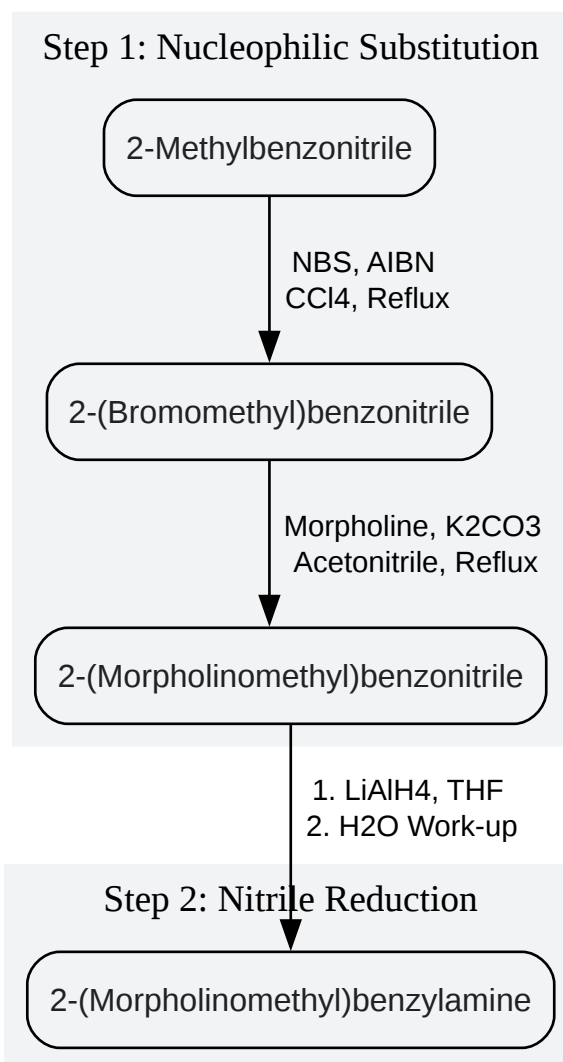 Step 1: Nucleophilic Substitution
2-Methylbenzonitrile
NBS, AIBN
CCl4, Reflux
2-(Bromomethyl)benzonitrile
Morpholine, K2CO3
Acetonitrile, Reflux
2-(Morpholinomethyl)benzonitrile
1. LiAlH4, THF
2. H2O Work-up
Step 2: Nitrile Reduction
2-(Morpholinomethyl)benzylamine